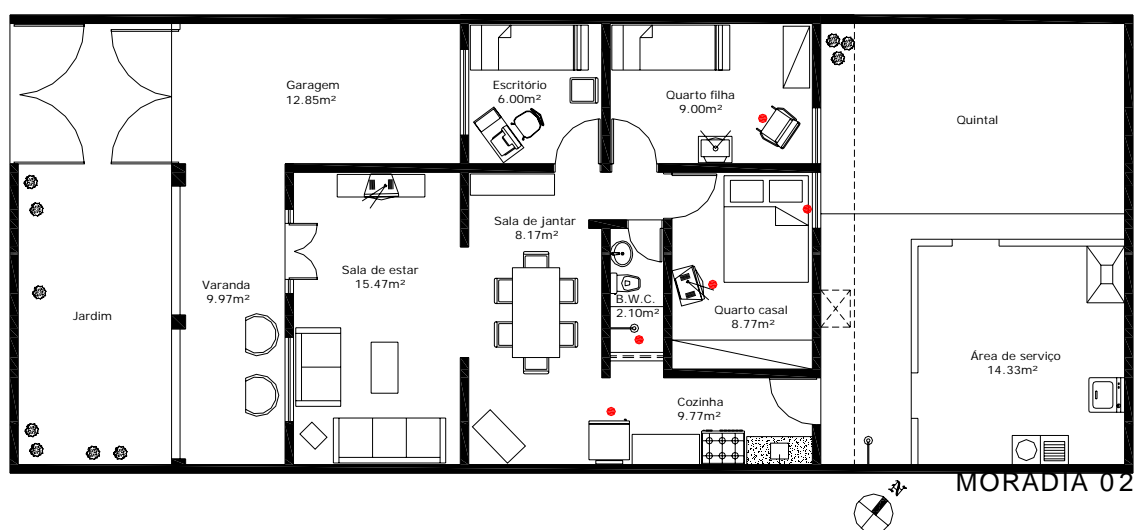 Garagem
12.85m²
Escritório
6.00m²
Quarto filha
9.00m²
Quintal
Sala de jantar
8.17m²
Sala de estar
15.47m²
Varanda
9.97m²
Jardim
B.W.C.
2.10m²
Quarto casal
8.77m²
Área de serviço
14.33m²
Cozinha
9.77m²
MORADIA 02
N